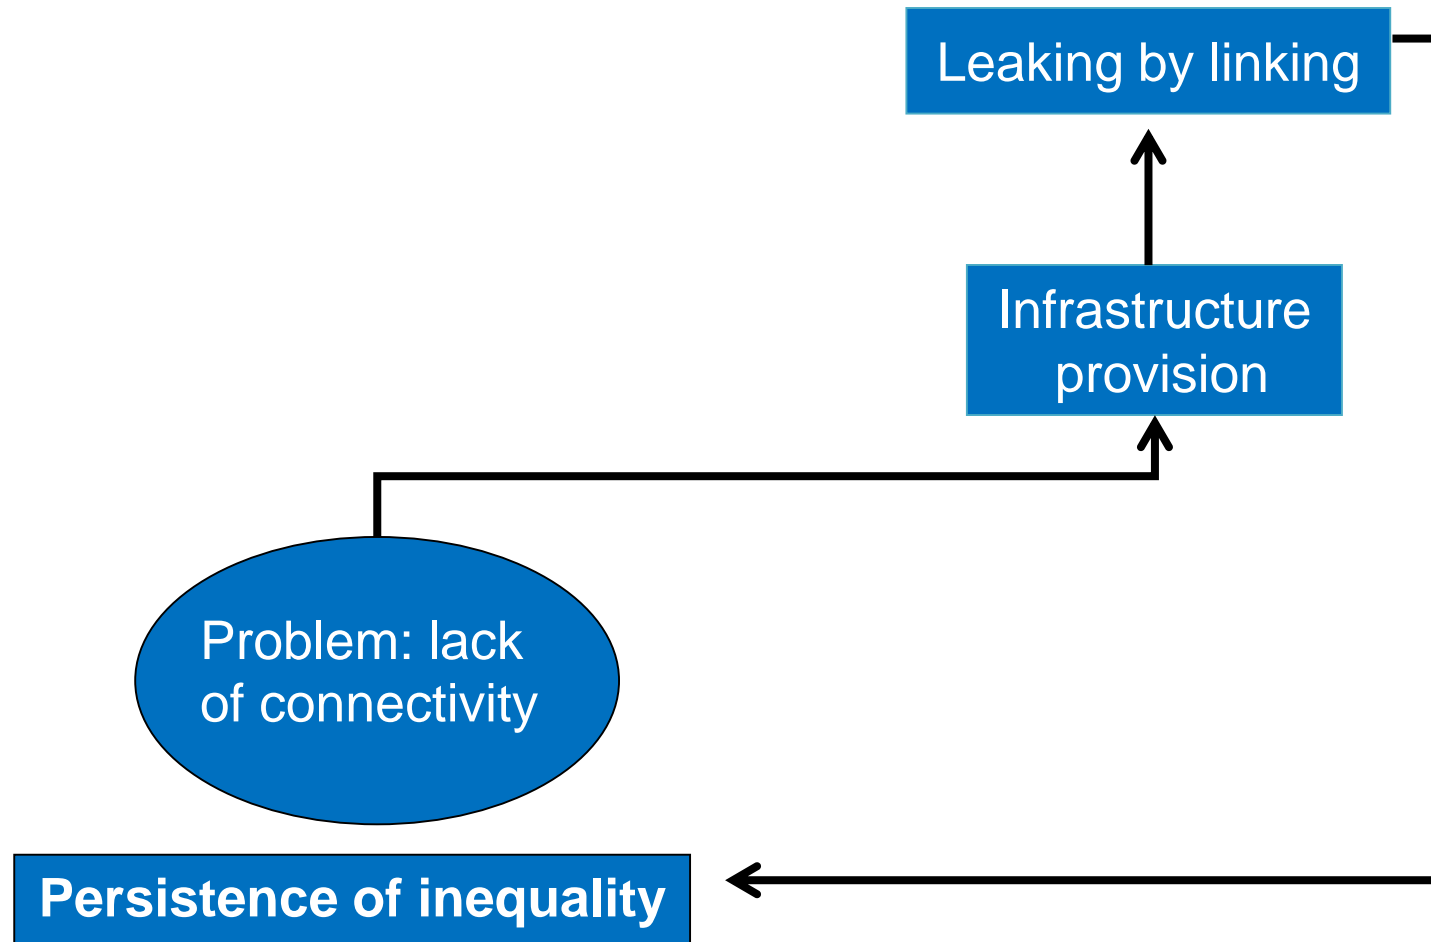 Leaking by linking
Infrastructure
provision
Problem: lack
of connectivity
Persistence of inequality